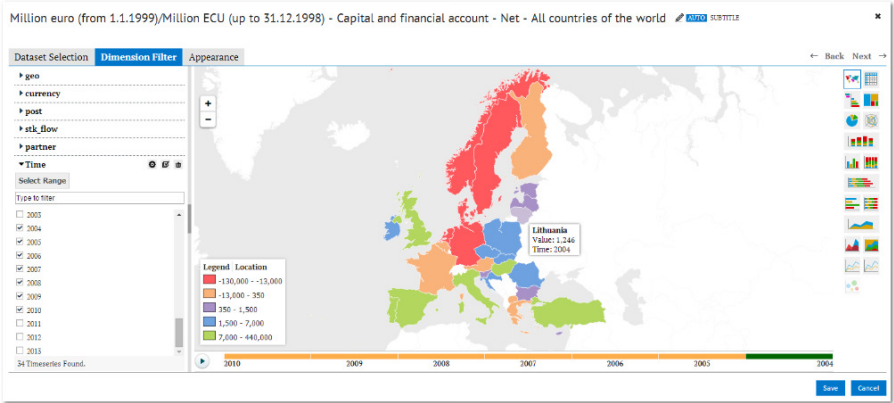 Million euro (from 1.1.1999)/Million ECU (up to 31.12.1998) - Capital and financial account - Net - All countries of the world AUTO SUBTITLE
Dataset Selection Dimension Filter Appearance
← Back Next →
geo
currency
post
stk_flow
partner
Time
Select Range
Type to filter
2003
2004
2005
2006
2007
2008
2009
2010
2011
2012
2013
34 Timeseries Found.
+
−
Lithuania
Value: 1,246
Time: 2004
Legend Location
-130,000 - -13,000
-13,000 - 350
350 - 1,500
1,500 - 7,000
7,000 - 440,000
2010 2009 2008 2007 2006 2005 2004
Save Cancel